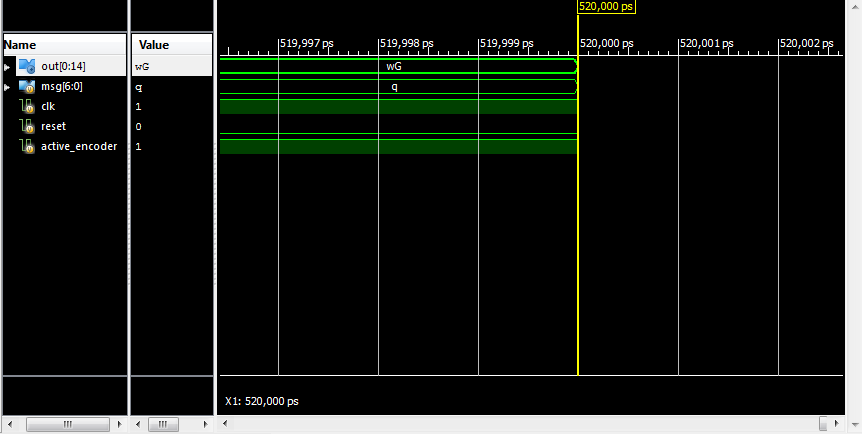 520,000 ps
Name Value 519,997 ps 519,998 ps 519,999 ps 520,000 ps 520,001 ps 520,002 ps
out[0:14] wG wG
msg[6:0] q q
clk 1
reset 0
active_encoder 1
X1: 520,000 ps